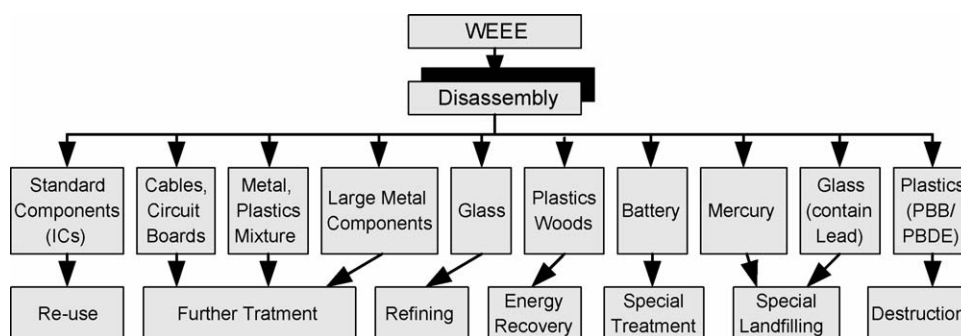 WEEE
Disassembly
Standard
Components
(ICs)
Cables,
Circuit
Boards
Metal,
Plastics
Mixture
Large Metal
Components
Glass
Plastics
Woods
Battery
Mercury
Glass
(contain
Lead)
Plastics
(PBB/
PBDE)
Re-use
Further Tratment
Refining
Energy
Recovery
Special
Treatment
Special
Landfilling
Destruction